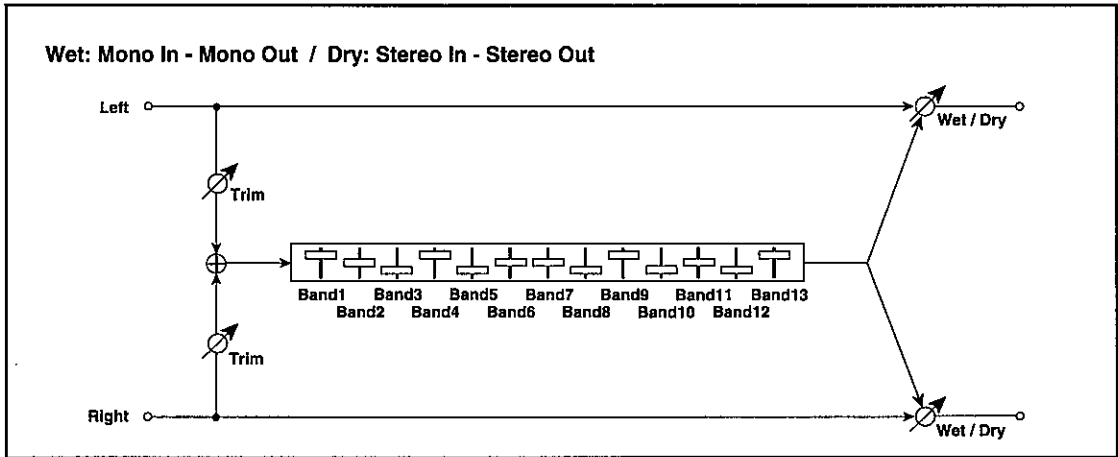 Wet: Mono In - Mono Out / Dry: Stereo In - Stereo Out
Left
Wet / Dry
Trim
Band1 Band3 Band5 Band7 Band9 Band11 Band13
Band2 Band4 Band6 Band8 Band10 Band12
Trim
Right
Wet / Dry